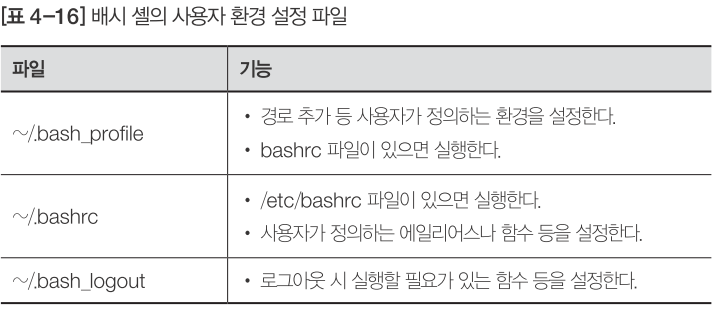 [표 4-16] 배시 셸의 사용자 환경 설정 파일
파일 기능
~/.bash_profile
• 경로 추가 등 사용자가 정의하는 환경을 설정한다.
• bashrc 파일이 있으면 실행한다.
~/.bashrc
• /etc/bashrc 파일이 있으면 실행한다.
• 사용자가 정의하는 에일리어스나 함수 등을 설정한다.
~/.bash_logout
• 로그아웃 시 실행할 필요가 있는 함수 등을 설정한다.